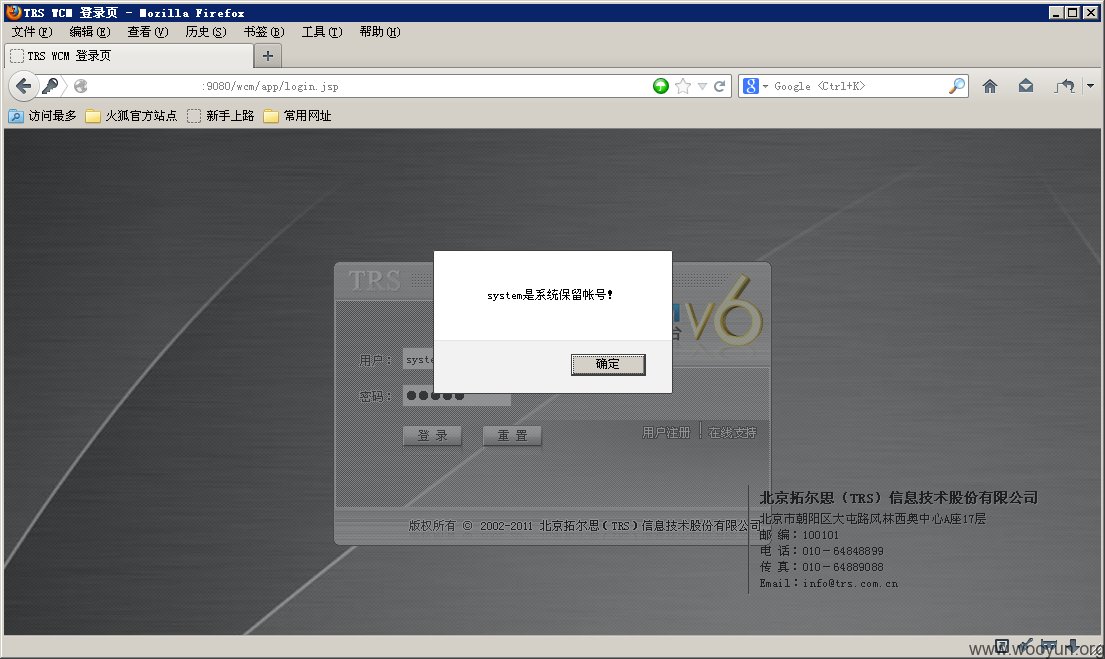 TRS WCM 登录页 - Mozilla Firefox
文件(F) 编辑(E) 查看(V) 历史(S) 书签(B) 工具(T) 帮助(H)
TRS WCM 登录页
:9080/wcm/app/login.jsp
Google <Ctrl+K>
访问最多 火狐官方站点 新手上路 常用网址
TRS
v6
台
system是系统保留帐号!
确定
用户： syste
密码：
登 录 重 置
用户注册 | 在线支持
版权所有 © 2002-2011 北京拓尔思(TRS)信息技术股份有限公司
北京拓尔思（TRS）信息技术股份有限公司
北京市朝阳区大屯路风林西奥中心A座17层
邮 编：100101
电 话：010－64848899
传 真：010－64889088
Email：info@trs.com.cn
www.wooyun.org